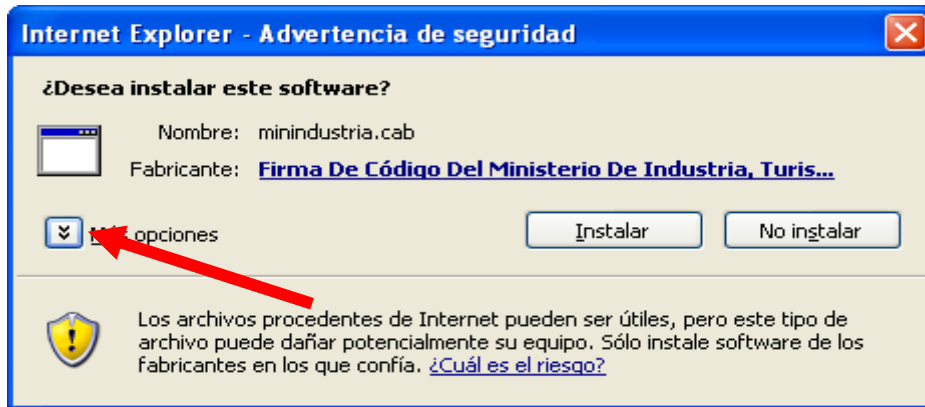 Internet Explorer - Advertencia de seguridad
¿Desea instalar este software?
Nombre: minindustria.cab
Fabricante: Firma De Código Del Ministerio De Industria, Turis...
Más opciones
Instalar
No instalar
Los archivos procedentes de Internet pueden ser útiles, pero este tipo de
archivo puede dañar potencialmente su equipo. Sólo instale software de los
fabricantes en los que confía. ¿Cuál es el riesgo?